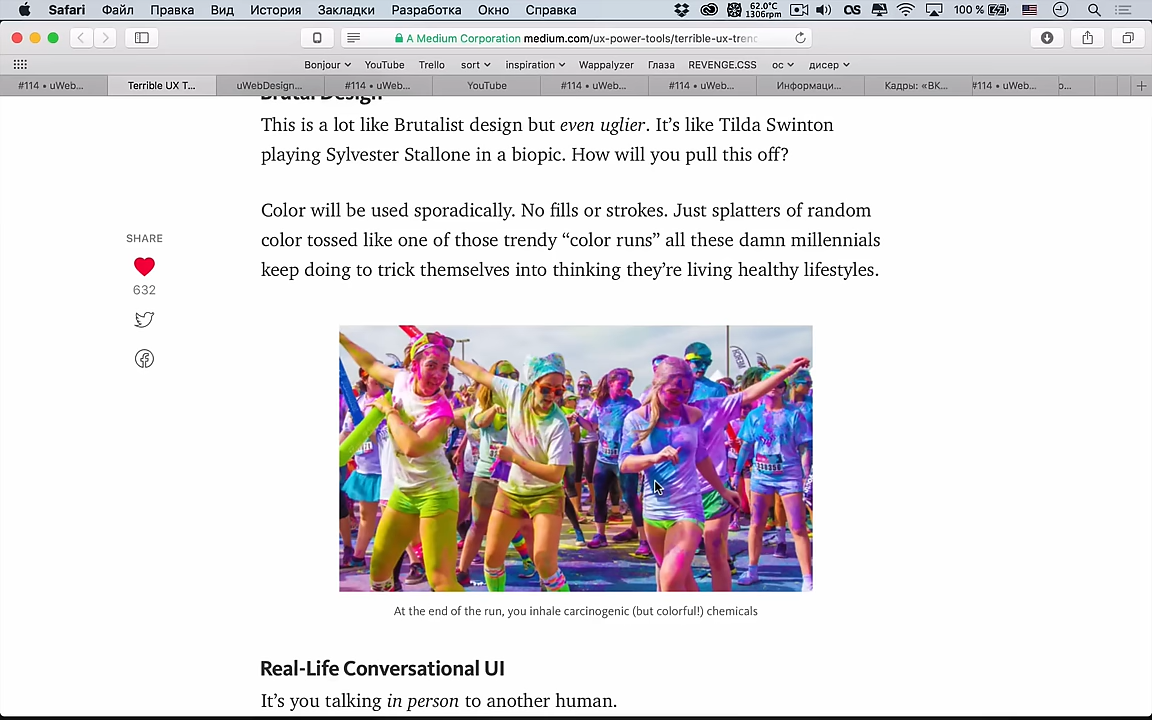 Safari Файл Правка Вид История Закладки Разработка Окно Справка 62.0°C 1306rpm 100 %
A Medium Corporation medium.com/ux-power-tools/terrible-ux-trend
Bonjour YouTube Trello sort inspiration Wappalyzer Глаза REVENGE.CSS ос дисер
#114 • uWeb... Terrible UX T... uWebDesign... #114 • uWeb... YouTube #114 • uWeb... #114 • uWeb... Информаци... Кадры: «ВК... #114 • uWe...
Brutal Design
This is a lot like Brutalist design but even uglier. It’s like Tilda Swinton
playing Sylvester Stallone in a biopic. How will you pull this off?
Color will be used sporadically. No fills or strokes. Just splatters of random
color tossed like one of those trendy “color runs” all these damn millennials
keep doing to trick themselves into thinking they’re living healthy lifestyles.
SHARE
632
At the end of the run, you inhale carcinogenic (but colorful!) chemicals
Real-Life Conversational UI
It’s you talking in person to another human.